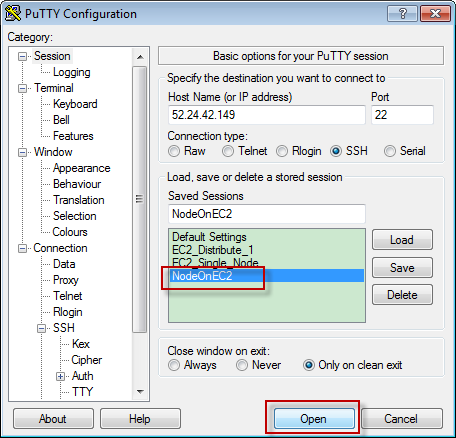 PuTTY Configuration
Category:
Session
Logging
Terminal
Keyboard
Bell
Features
Window
Appearance
Behaviour
Translation
Selection
Colours
Connection
Data
Proxy
Telnet
Rlogin
SSH
Kex
Cipher
Auth
TTY
Basic options for your PuTTY session
Specify the destination you want to connect to
Host Name (or IP address) Port
52.24.42.149 22
Connection type:
Raw Telnet Rlogin SSH Serial
Load, save or delete a stored session
Saved Sessions
NodeOnEC2
Default Settings
EC2_Distribute_1
EC2_Single_Node
NodeOnEC2
Load
Save
Delete
Close window on exit:
Always Never Only on clean exit
About Help Open Cancel